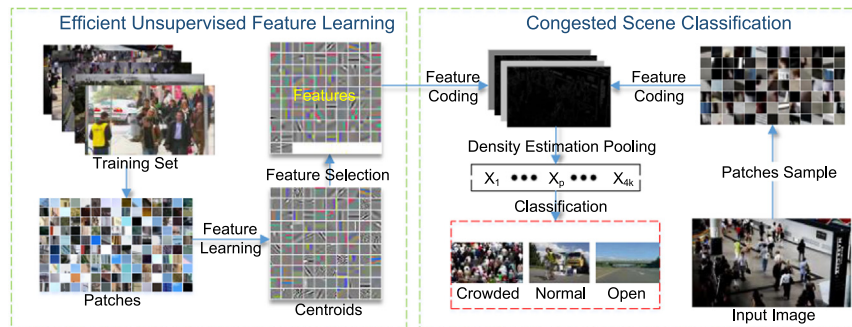 Efficient Unsupervised Feature Learning
Training Set
Patches
Feature
Learning
Centroids
Feature Selection
Features
Congested Scene Classification
Feature
Coding
Feature
Coding
Density Estimation Pooling
X1 ••• Xp ••• X4k
Classification
Crowded
Normal
Open
Patches Sample
Input Image